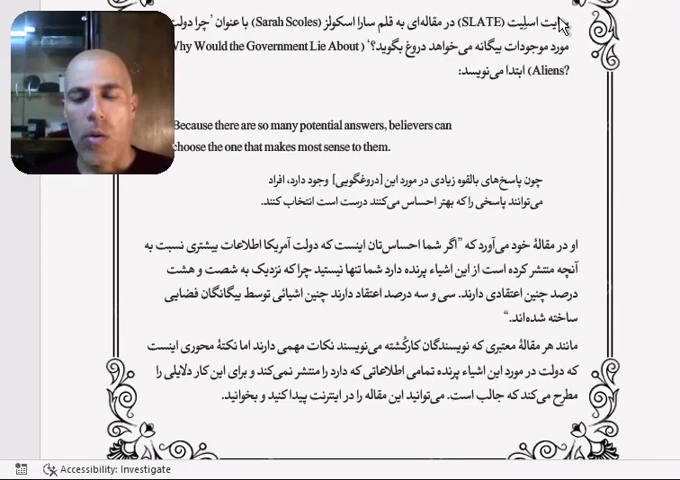 سایت اسلیت (SLATE) در مقاله‌ای به قلم سارا اسکولز (Sarah Scoles) با عنوان 'چرا دولت
مورد موجودات بیگانه می‌خواهد دروغ بگوید؟' (Why Would the Government Lie About
Aliens?) ابتدا می‌نویسد:
Because there are so many potential answers, believers can
choose the one that makes most sense to them.
چون پاسخ‌های بالقوه زیادی در مورد این [دروغگویی] وجود دارد، افراد
می‌توانند پاسخی را که بهتر احساس می‌کنند درست است انتخاب کنند.
او در مقالهٔ خود می‌آورد که "اگر شما احساس‌تان اینست که دولت آمریکا اطلاعات بیشتری نسبت به
آنچه منتشر کرده است از این اشیاء پرنده دارد شما تنها نیستید چرا که نزدیک به شصت و هشت
درصد چنین اعتقادی دارند. سی و سه درصد اعتقاد دارند چنین اشیائی توسط بیگانگان فضایی
ساخته شده‌اند."
مانند هر مقالهٔ معتبری که نویسندگان کارکُشته می‌نویسند نکات مهمی دارند اما نکتهٔ محوری اینست
که دولت در مورد این اشیاء پرنده تمامی اطلاعاتی که دارد را منتشر نمی‌کند و برای این کار دلایلی را
مطرح می‌کند که جالب است. می‌توانید این مقاله را در اینترنت پیدا کنید و بخوانید.
Accessibility: Investigate